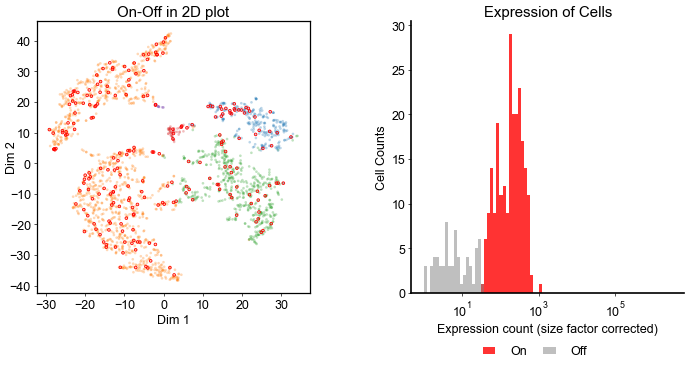 On-Off in 2D plot
Dim 2
40
30
20
10
0
−10
−20
−30
−40
−30 −20 −10 0 10 20 30
Dim 1
Expression of Cells
Cell Counts
30
25
20
15
10
5
0
10^1 10^3 10^5
Expression count (size factor corrected)
On Off